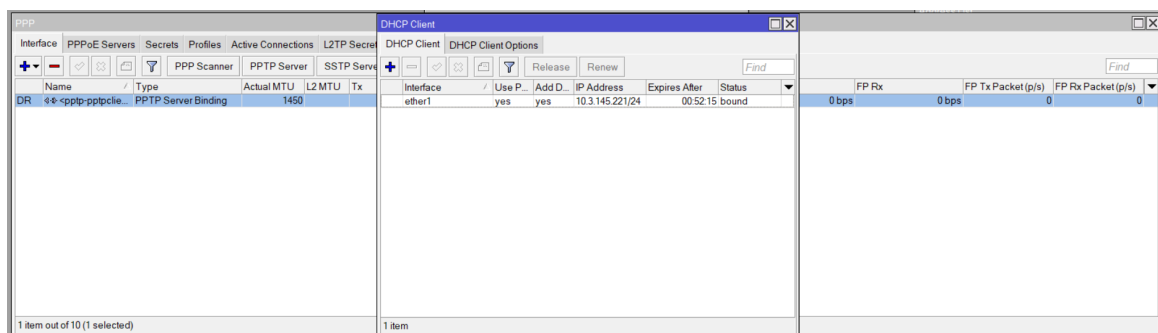 PPP
Interface PPPoE Servers Secrets Profiles Active Connections L2TP Secret
PPP Scanner PPTP Server SSTP Serve
Name Type Actual MTU L2 MTU Tx
DR <pptp-pptpclie... PPTP Server Binding 1450
1 item out of 10 (1 selected)
DHCP Client
DHCP Client DHCP Client Options
Release Renew Find
Interface Use P... Add D... IP Address Expires After Status
ether1 yes yes 10.3.145.221/24 00:52:15 bound
1 item
Find
FP Rx FP Tx Packet (p/s) FP Rx Packet (p/s)
0 bps 0 bps 0 0